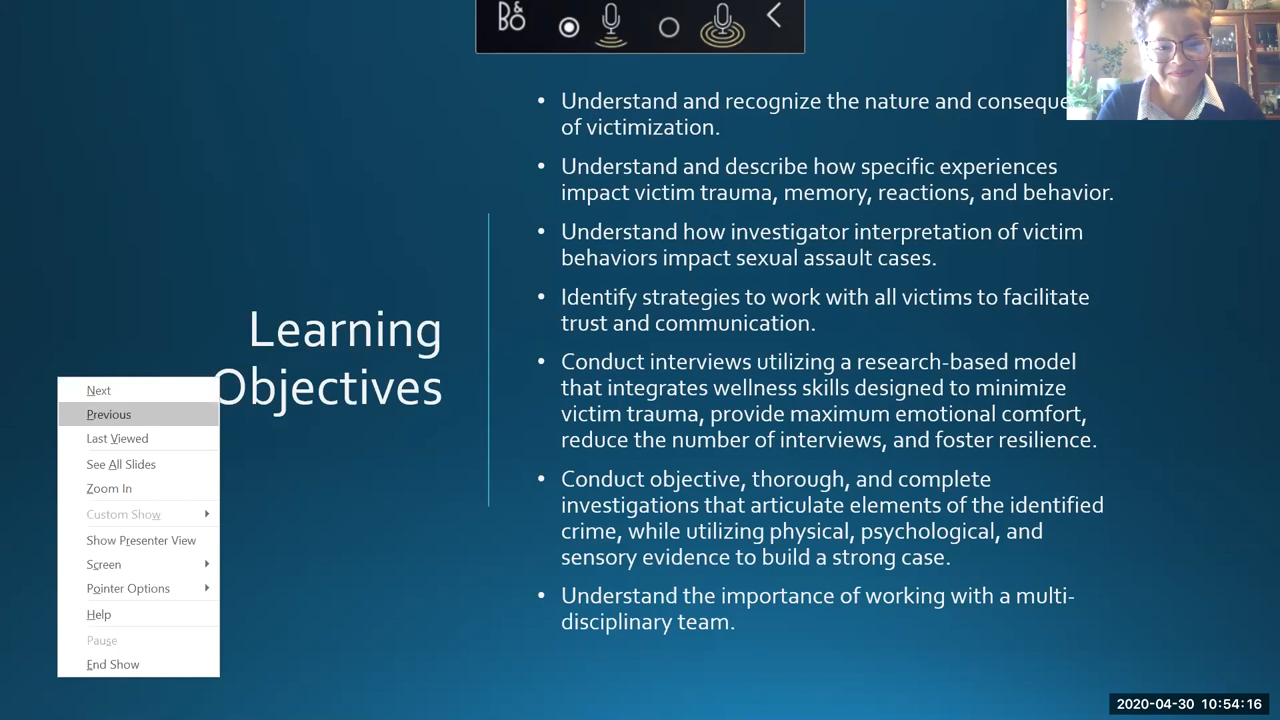 B&O
Understand and recognize the nature and conseque
of victimization.
Understand and describe how specific experiences
impact victim trauma, memory, reactions, and behavior.
Understand how investigator interpretation of victim
behaviors impact sexual assault cases.
Identify strategies to work with all victims to facilitate
trust and communication.
Learning
Objectives
Conduct interviews utilizing a research-based model
that integrates wellness skills designed to minimize
victim trauma, provide maximum emotional comfort,
reduce the number of interviews, and foster resilience.
Conduct objective, thorough, and complete
investigations that articulate elements of the identified
crime, while utilizing physical, psychological, and
sensory evidence to build a strong case.
Understand the importance of working with a multi-
disciplinary team.
Next
Previous
Last Viewed
See All Slides
Zoom In
Custom Show
Show Presenter View
Screen
Pointer Options
Help
Pause
End Show
2020-04-30 10:54:16